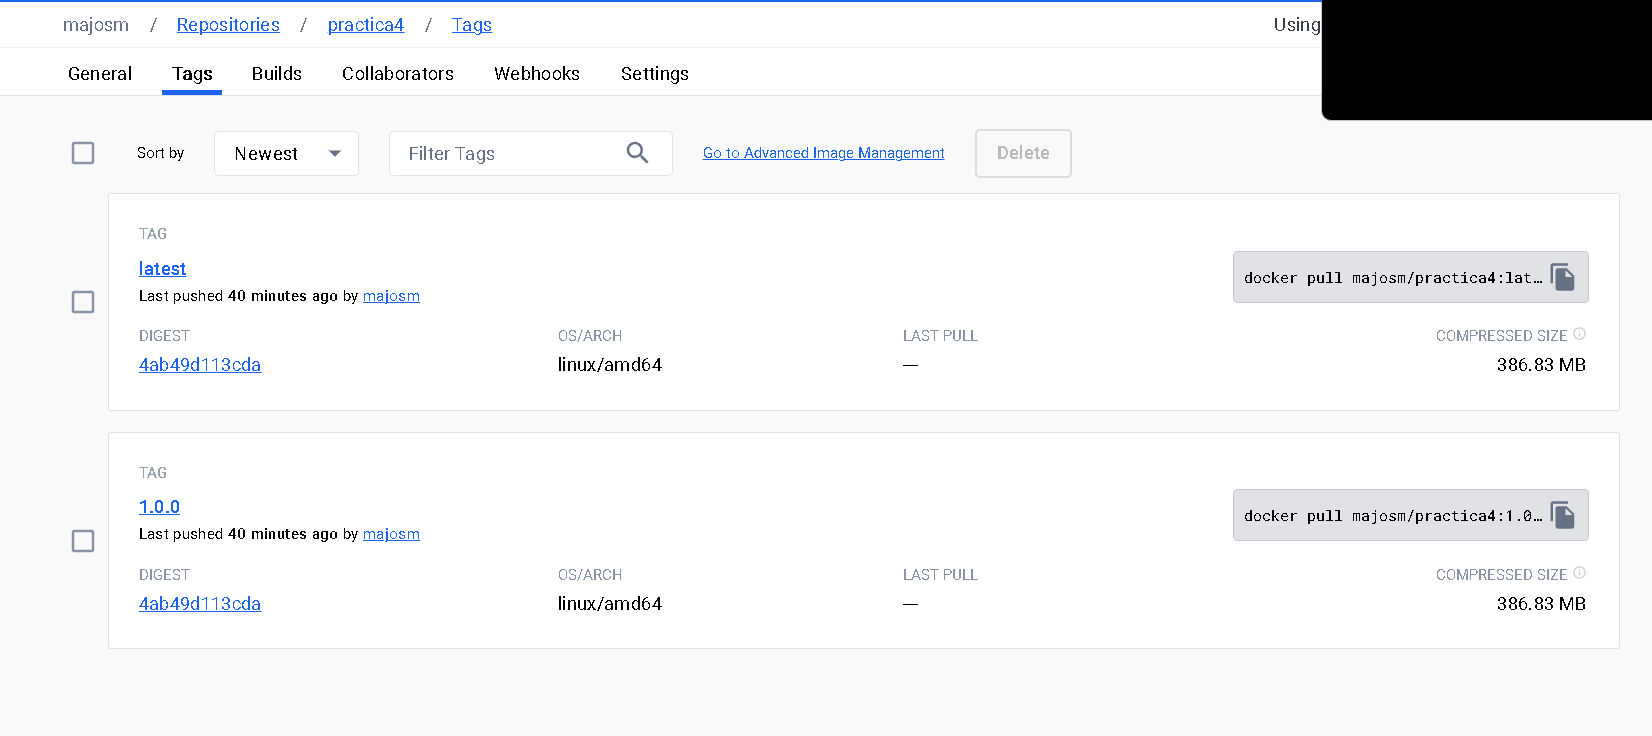 majosm / Repositories / practica4 / Tags Using
General Tags Builds Collaborators Webhooks Settings
Sort by Newest Filter Tags Go to Advanced Image Management Delete
TAG
latest
docker pull majosm/practica4:lat...
Last pushed 40 minutes ago by majosm
DIGEST OS/ARCH LAST PULL COMPRESSED SIZE
4ab49d113cda linux/amd64 — 386.83 MB
TAG
1.0.0
docker pull majosm/practica4:1.0...
Last pushed 40 minutes ago by majosm
DIGEST OS/ARCH LAST PULL COMPRESSED SIZE
4ab49d113cda linux/amd64 — 386.83 MB